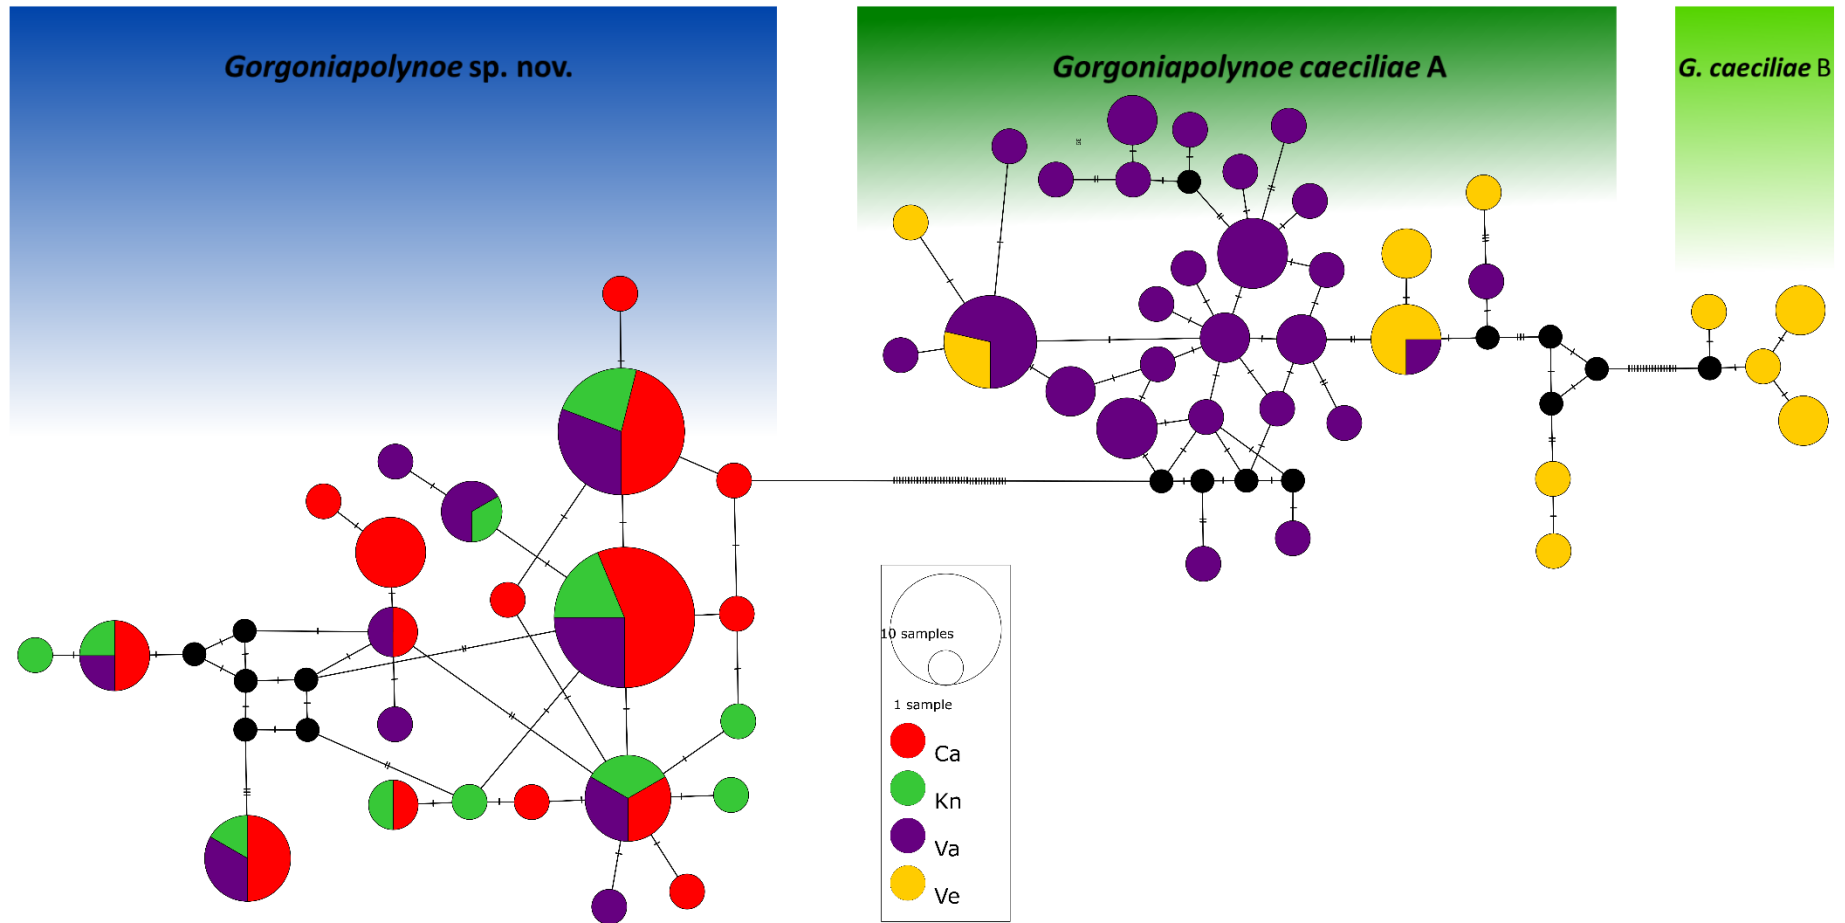 Gorgoniapolynoe sp. nov.
Gorgoniapolynoe caeciliae A
G. caeciliae B
10 samples
1 sample
Ca
Kn
Va
Ve